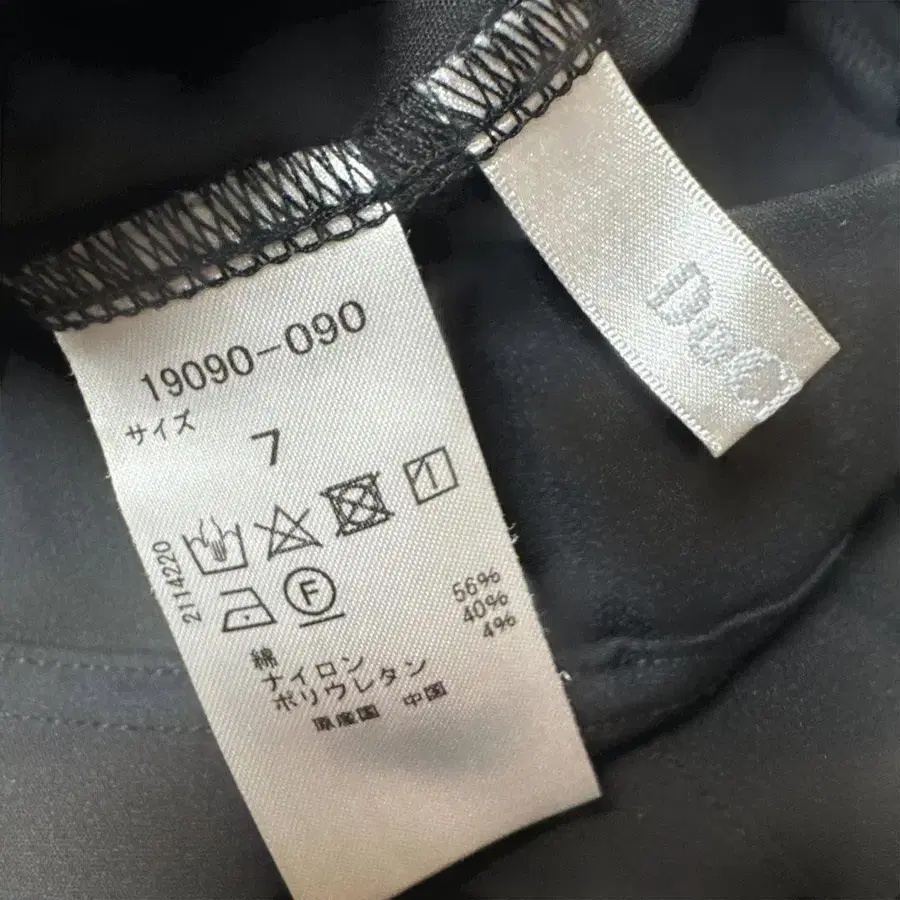 19090-090
サイズ
7
2114220
F
綿 56%
ナイロン 40%
ポリウレタン 4%
原産国 中国